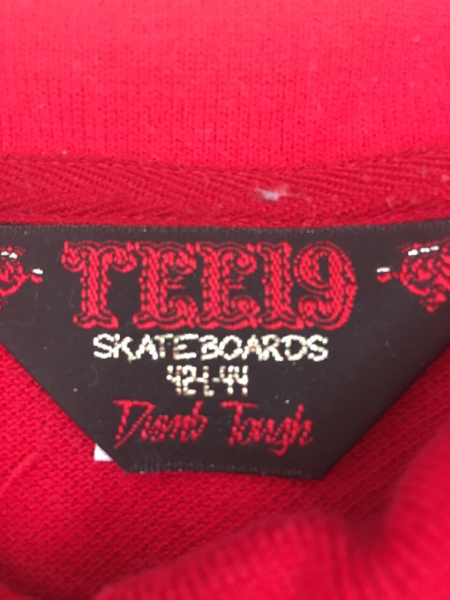 TEE19
SKATEBOARDS
42-L-44
Dumb Tough